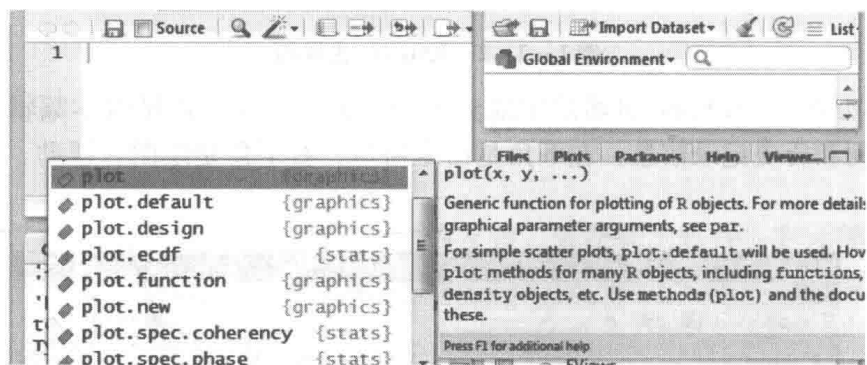 Source
Import Dataset
List
1
Global Environment
Files Plots Packages Help Viewer
plot {graphics}
plot.default {graphics}
plot.design {graphics}
plot.ecdf {stats}
plot.function {graphics}
plot.new {graphics}
plot.spec.coherency {stats}
plot.spec.phase {stats}
plot(x, y, ...)
Generic function for plotting of R objects. For more details
graphical parameter arguments, see par.
For simple scatter plots, plot.default will be used. How
plot methods for many R objects, including functions,
density objects, etc. Use methods(plot) and the docu
these.
Press F1 for additional help